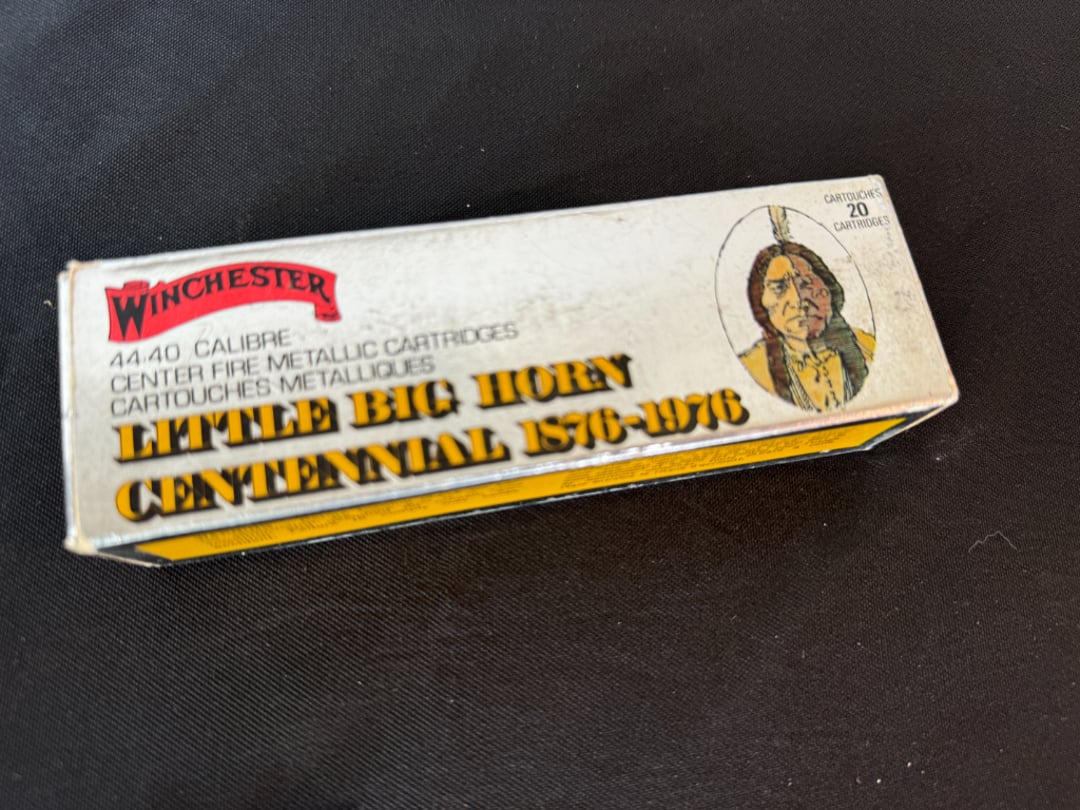 WINCHESTER
44.40 CALIBRE
CENTER FIRE METALLIC CARTRIDGES
CARTOUCHES METALLIQUES
LITTLE BIG HORN
CENTENNIAL 1876-1976
CARTOUCHES
20
CARTRIDGES